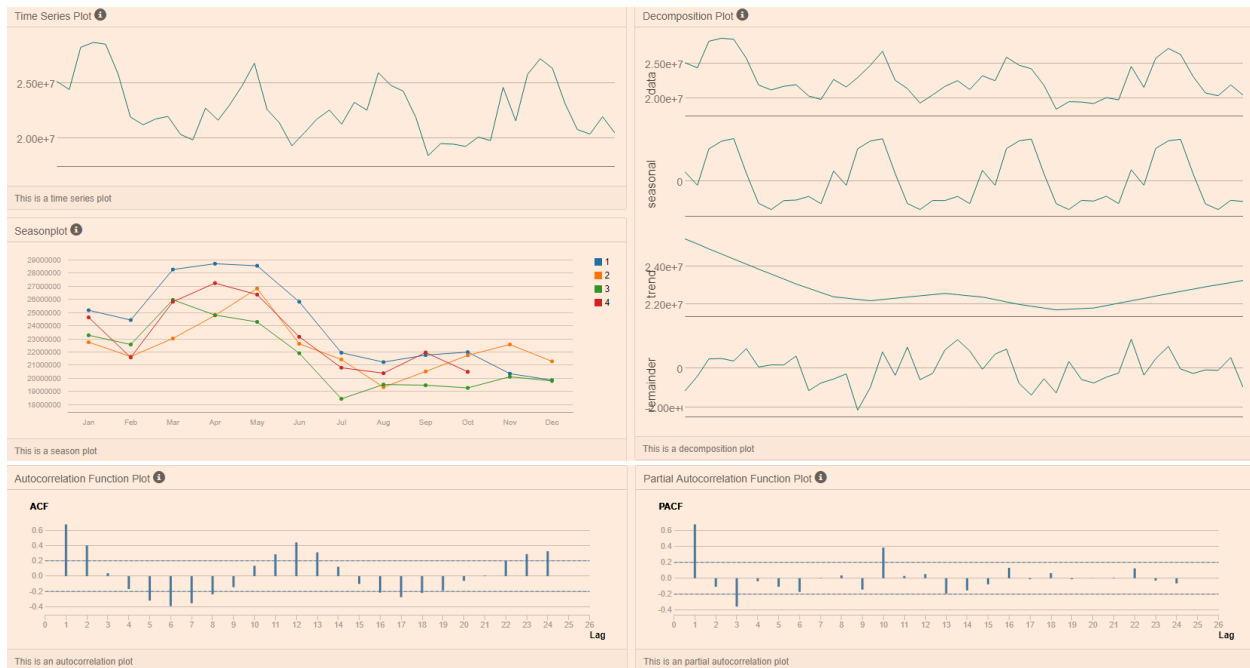 Time Series Plot
2.50e+7
2.00e+7
This is a time series plot
Seasonplot
29000000
28000000
27000000
26000000
25000000
24000000
23000000
22000000
21000000
20000000
19000000
18000000
Jan Feb Mar Apr May Jun Jul Aug Sep Oct Nov Dec
1
2
3
4
This is a season plot
Decomposition Plot
data
2.50e+7
2.00e+7
seasonal
0
trend
2.40e+7
2.20e+7
remainder
0
-2.00e+6
This is a decomposition plot
Autocorrelation Function Plot
ACF
0.6
0.4
0.2
0.0
-0.2
-0.4
0 1 2 3 4 5 6 7 8 9 10 11 12 13 14 15 16 17 18 19 20 21 22 23 24 25 26
Lag
This is an autocorrelation plot
Partial Autocorrelation Function Plot
PACF
0.6
0.4
0.2
0.0
-0.2
-0.4
0 1 2 3 4 5 6 7 8 9 10 11 12 13 14 15 16 17 18 19 20 21 22 23 24 25 26
Lag
This is an partial autocorrelation plot